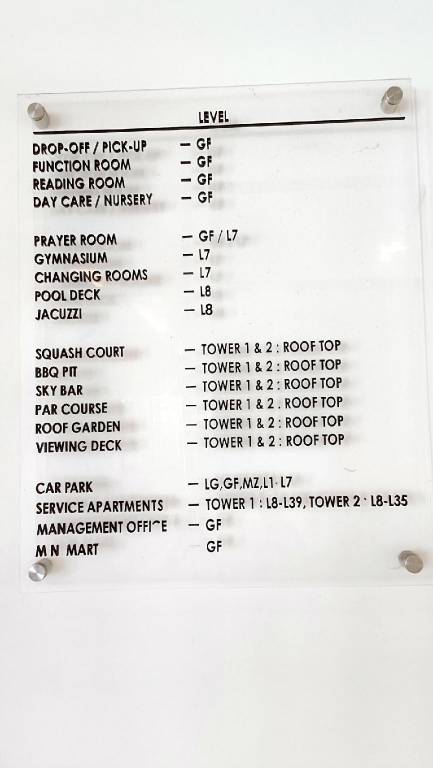 LEVEL
DROP-OFF / PICK-UP – GF
FUNCTION ROOM – GF
READING ROOM – GF
DAY CARE / NURSERY – GF
PRAYER ROOM – GF / L7
GYMNASIUM – L7
CHANGING ROOMS – L7
POOL DECK – L8
JACUZZI – L8
SQUASH COURT – TOWER 1 & 2 : ROOF TOP
BBQ PIT – TOWER 1 & 2 : ROOF TOP
SKY BAR – TOWER 1 & 2 : ROOF TOP
PAR COURSE – TOWER 1 & 2 . ROOF TOP
ROOF GARDEN – TOWER 1 & 2 : ROOF TOP
VIEWING DECK – TOWER 1 & 2 : ROOF TOP
CAR PARK – LG,GF,MZ,L1- L7
SERVICE APARTMENTS – TOWER 1 : L8-L39, TOWER 2 : L8-L35
MANAGEMENT OFFICE – GF
M N MART GF